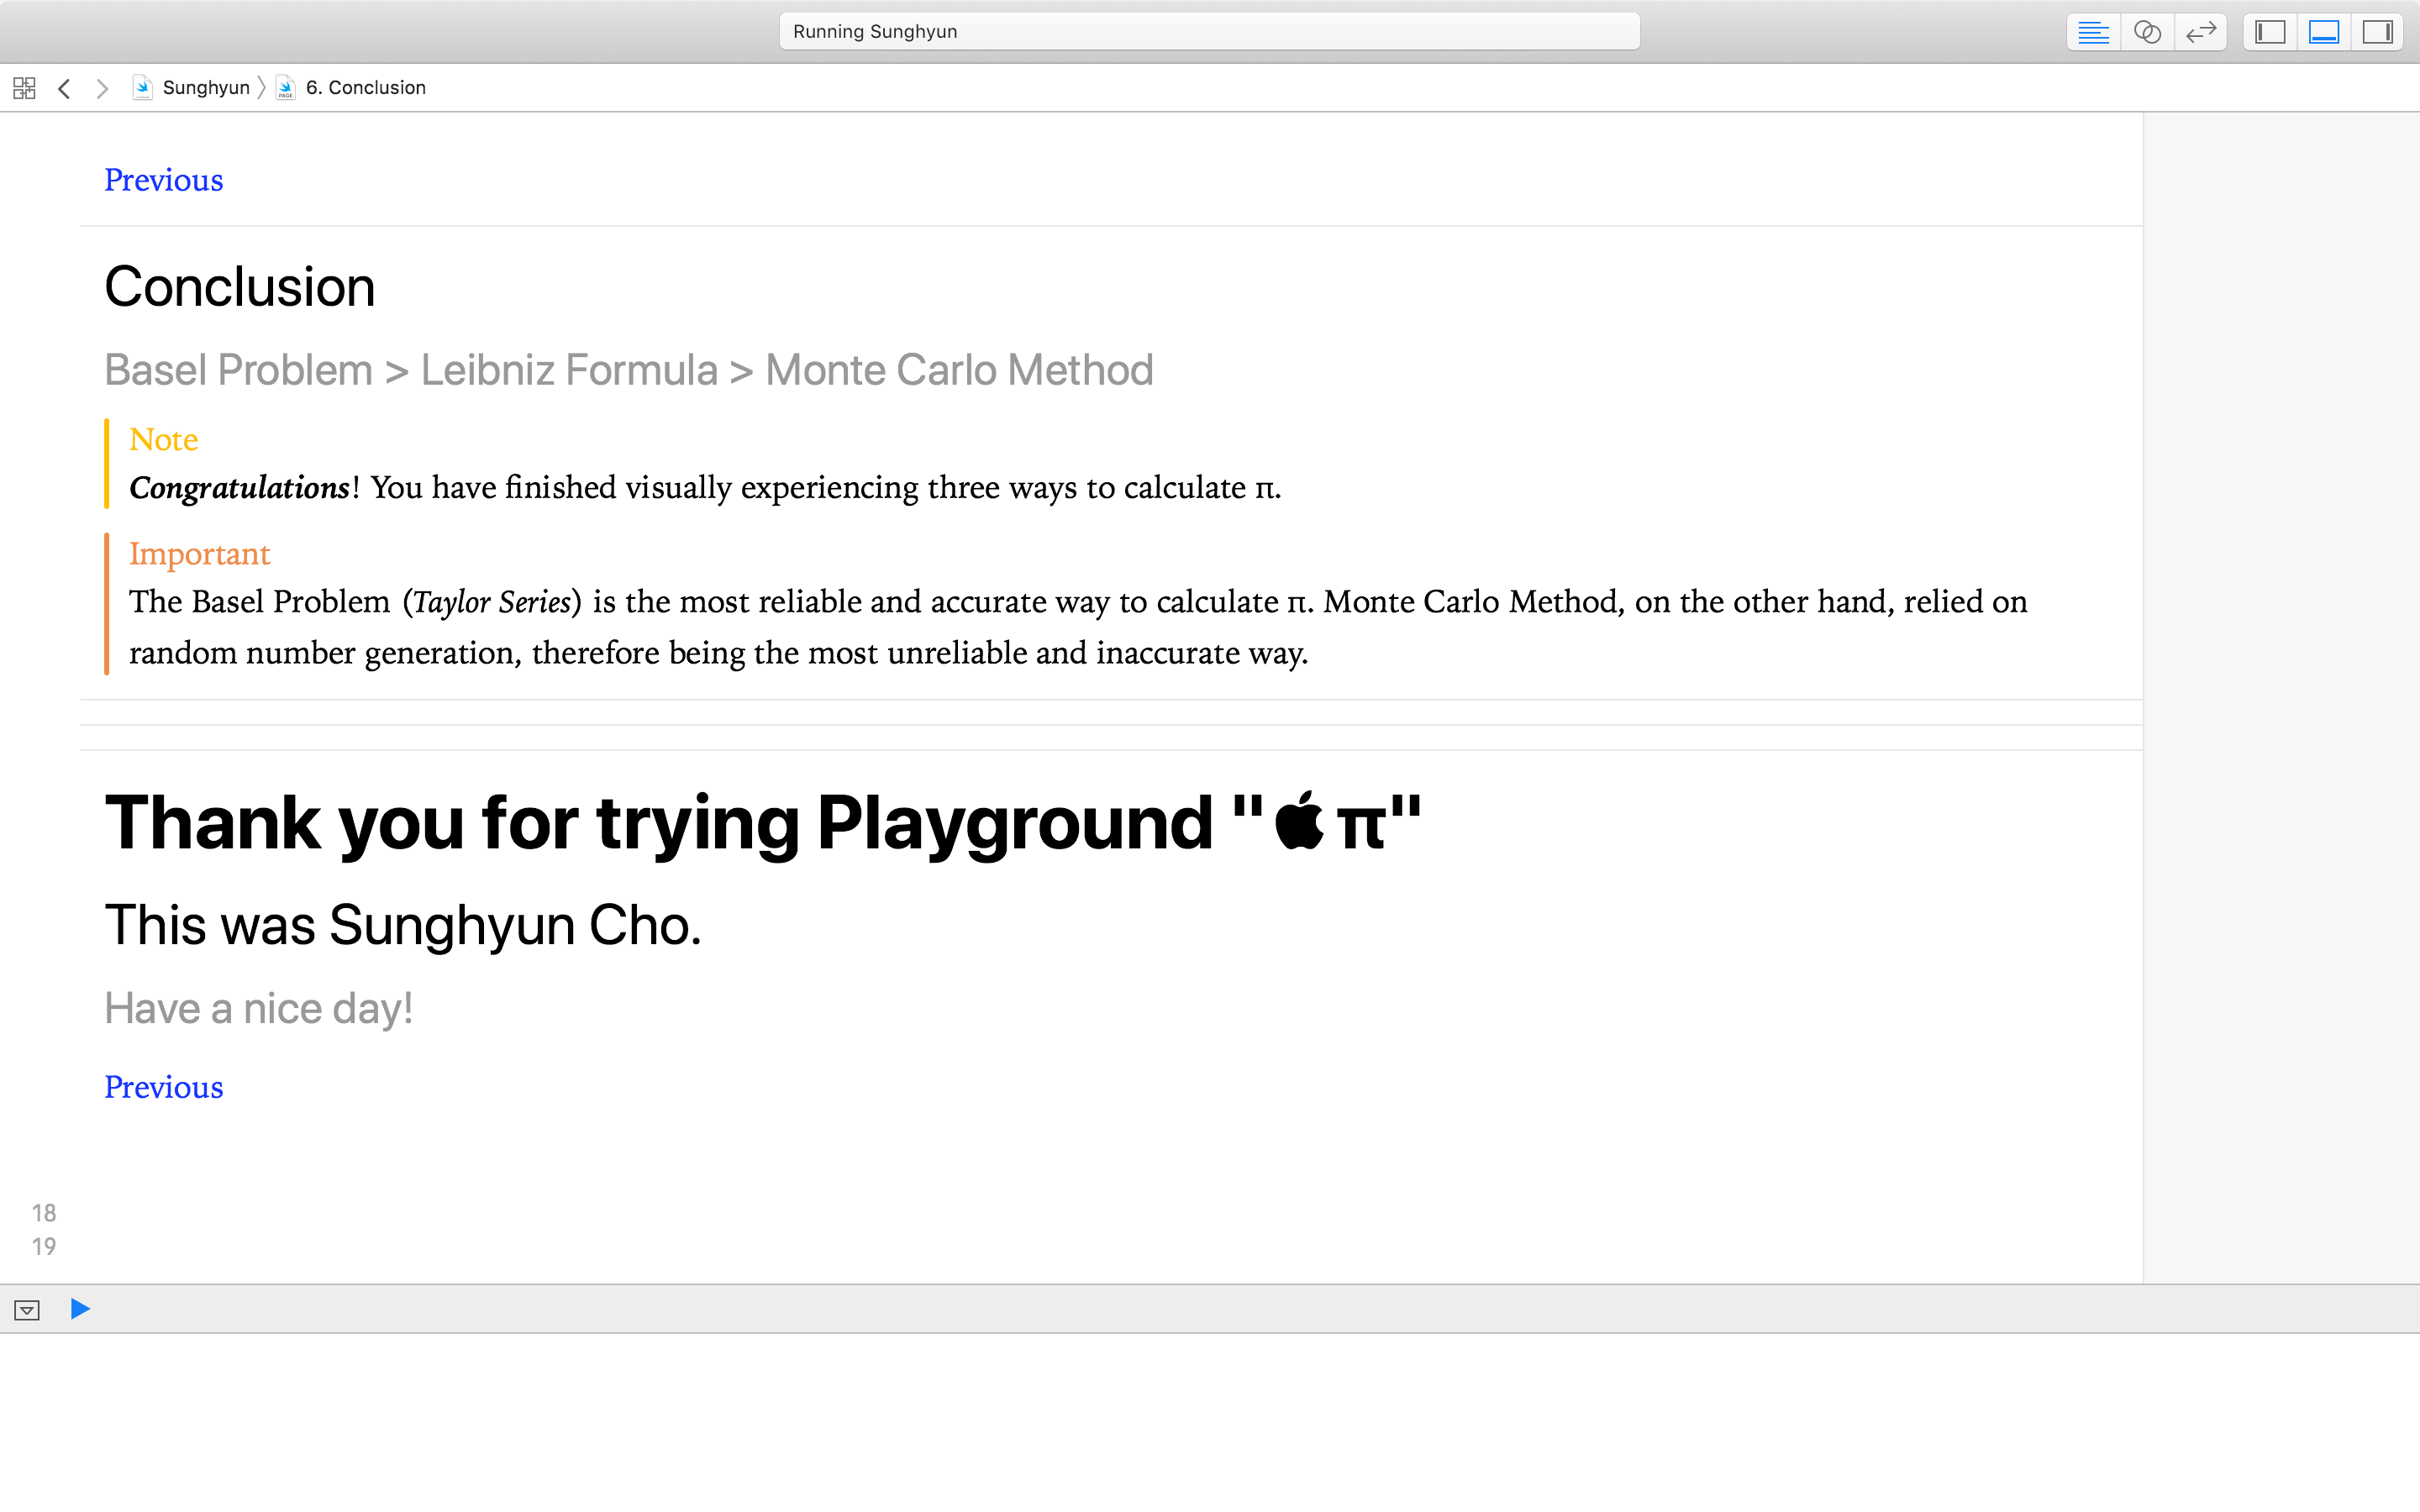 Running Sunghyun
Sunghyun 6. Conclusion
Previous
Conclusion
Basel Problem > Leibniz Formula > Monte Carlo Method
Note
Congratulations! You have finished visually experiencing three ways to calculate π.
Important
The Basel Problem (Taylor Series) is the most reliable and accurate way to calculate π. Monte Carlo Method, on the other hand, relied on
random number generation, therefore being the most unreliable and inaccurate way.
Thank you for trying Playground "π"
This was Sunghyun Cho.
Have a nice day!
Previous
18
19